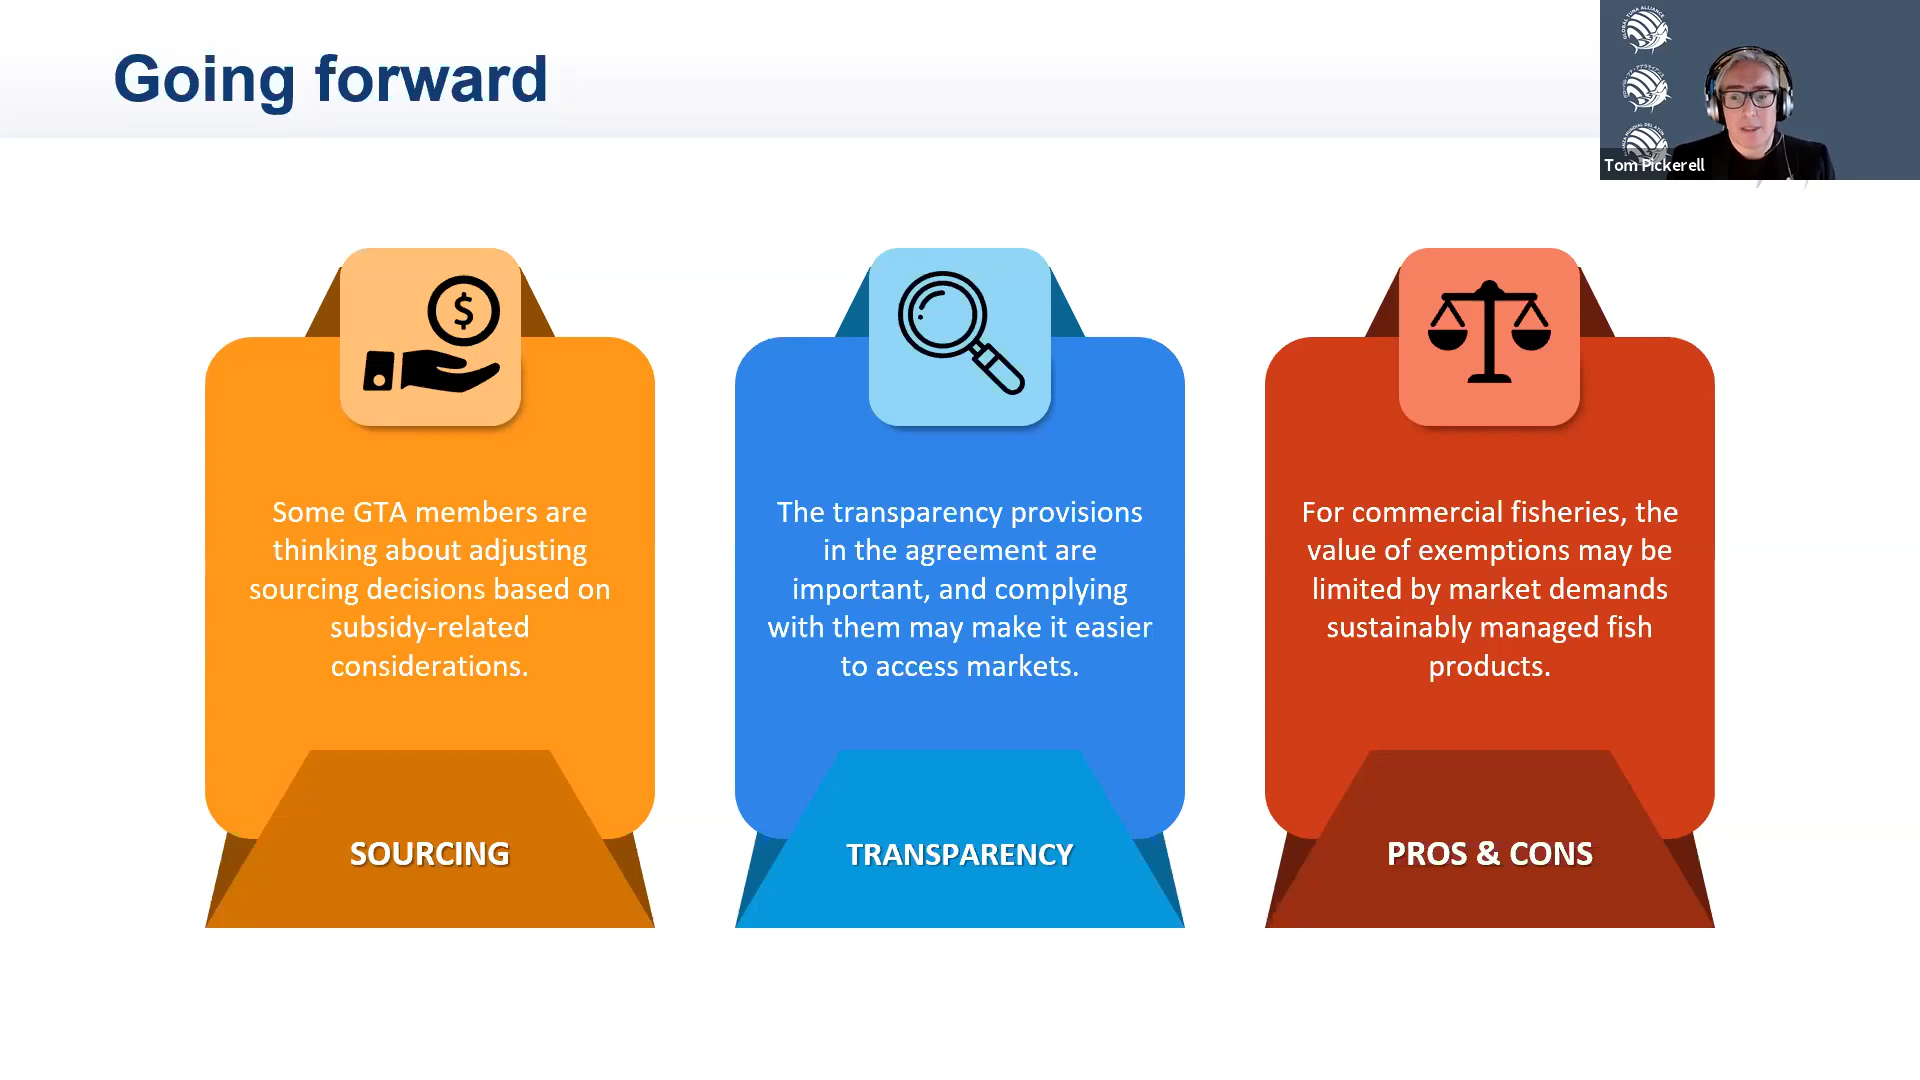 Going forward
GLOBAL TUNA ALLIANCE
Tom Pickerell
$
Some GTA members are
thinking about adjusting
sourcing decisions based on
subsidy-related
considerations.
SOURCING
The transparency provisions
in the agreement are
important, and complying
with them may make it easier
to access markets.
TRANSPARENCY
For commercial fisheries, the
value of exemptions may be
limited by market demands
sustainably managed fish
products.
PROS & CONS